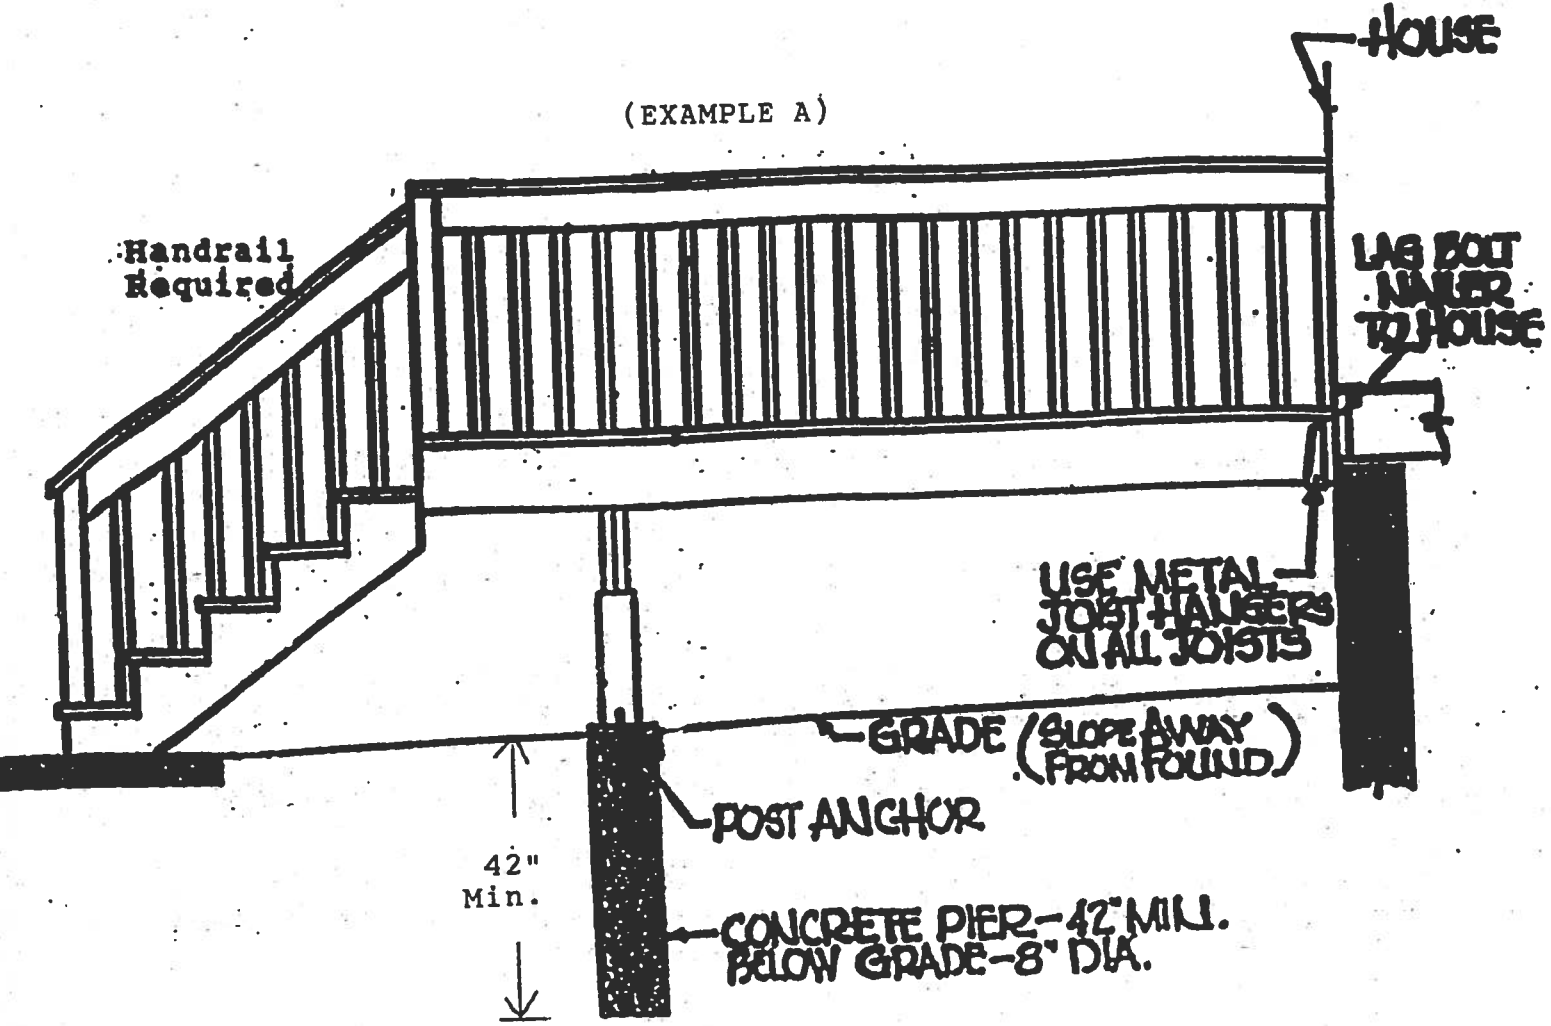 HOUSE
(EXAMPLE A)
Handrail
Required
LAG BOLT
NAILER
TO HOUSE
USE METAL
JOIST HANGERS
ON ALL JOISTS
GRADE (SLOPE AWAY
FROM FOUND.)
POST ANCHOR
42"
Min.
CONCRETE PIER-42" MIN.
BELOW GRADE-8" DIA.